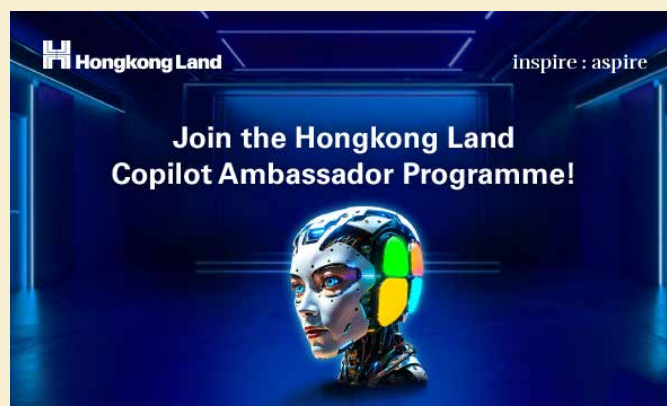 Hongkong Land
inspire : aspire
Join the Hongkong Land
Copilot Ambassador Programme!